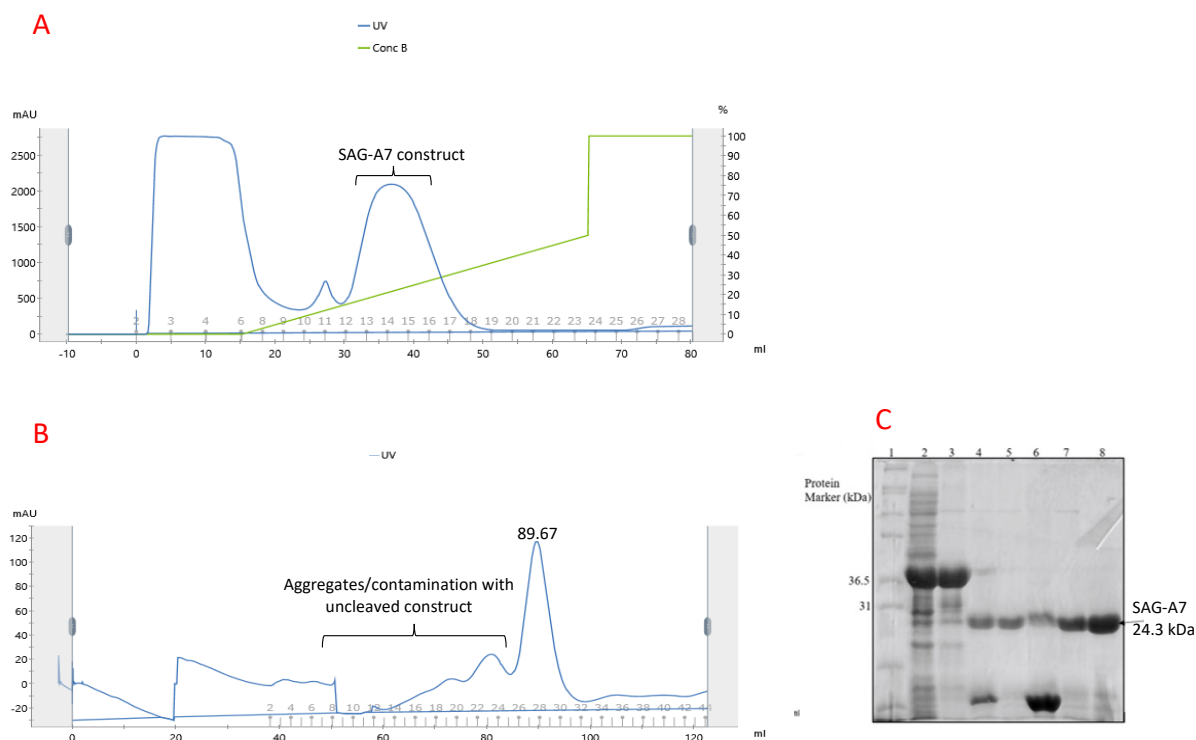 A
UV
Conc B
mAU
%
SAG-A7 construct
2500
2000
1500
1000
500
0
100
90
80
70
60
50
40
30
20
10
0
2 3 4 6 8 9 10 11 12 13 14 15 16 17 18 19 20 21 22 23 24 25 26 27 28
-10 0 10 20 30 40 50 60 70 80
ml
B
UV
mAU
89.67
Aggregates/contamination with
uncleaved construct
120
100
80
60
40
20
0
-20
2 4 6 8 10 13 16 18 20 22 24 26 28 30 32 34 36 38 40 42 44
0 20 40 60 80 100 120
ml
C
1 2 3 4 5 6 7 8
Protein
Marker (kDa)
36.5
31
SAG-A7
24.3 kDa
ml